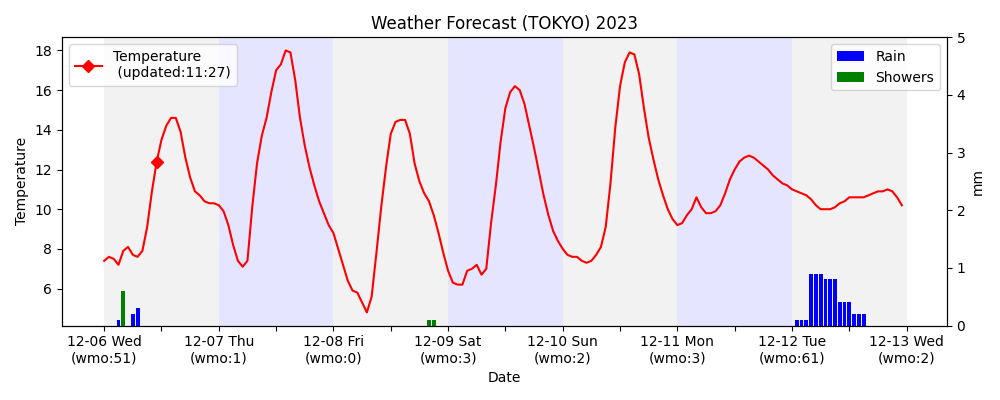 Weather Forecast (TOKYO) 2023
Temperature
(updated:11:27)
Rain
Showers
18
16
14
12
10
8
6
Temperature
5
4
3
2
1
0
mm
12-06 Wed
(wmo:51)
12-07 Thu
(wmo:1)
12-08 Fri
(wmo:0)
12-09 Sat
(wmo:3)
12-10 Sun
(wmo:2)
12-11 Mon
(wmo:3)
12-12 Tue
(wmo:61)
12-13 Wed
(wmo:2)
Date